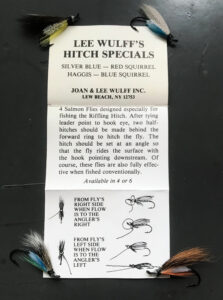 LEE WULFF'S
HITCH SPECIALS
SILVER BLUE — RED SQUIRREL
HAGGIS — BLUE SQUIRREL
JOAN & LEE WULFF INC.
LEW BEACH, NY 12753
4 Salmon Flies designed especially for
fishing the Riffling Hitch. After tying
leader point to hook eye, two half-
hitches should be made behind the
forward ring to hitch the fly. The
hitch should be set at an angle so
that the fly rides the surface with
the hook pointing downstream. Of
course, these flies are also fully effec-
tive when fished conventionally.
Available in 4 or 6
FROM FLY'S
RIGHT SIDE
WHEN FLOW
IS TO THE
ANGLER'S
RIGHT
FROM FLY'S
LEFT SIDE
WHEN FLOW
IS TO THE
ANGLER'S
LEFT